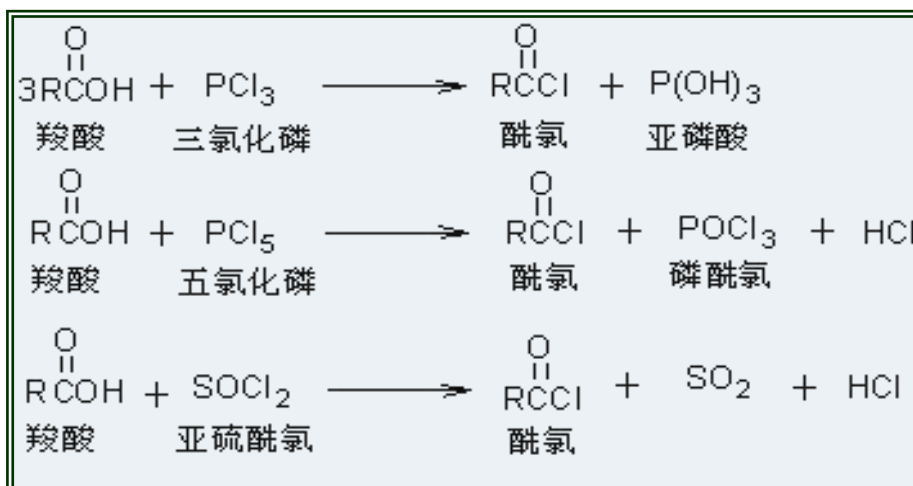 O O
3RCOH + PCl₃ ⟶ RCCl + P(OH)₃
羧酸 三氯化磷 酰氯 亚磷酸
O O
RCOH + PCl₅ ⟶ RCCl + POCl₃ + HCl
羧酸 五氯化磷 酰氯 磷酰氯
O O
RCOH + SOCl₂ ⟶ RCCl + SO₂ + HCl
羧酸 亚硫酰氯 酰氯